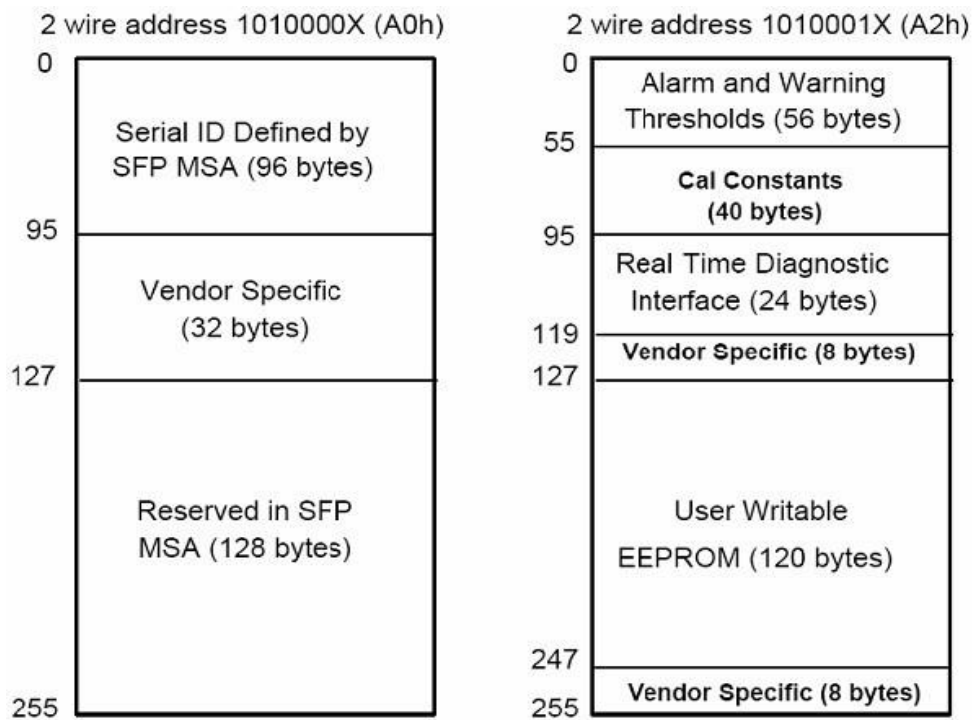 2 wire address 1010000X (A0h)
0
Serial ID Defined by
SFP MSA (96 bytes)
95
Vendor Specific
(32 bytes)
127
Reserved in SFP
MSA (128 bytes)
255
2 wire address 1010001X (A2h)
0
Alarm and Warning
Thresholds (56 bytes)
55
Cal Constants
(40 bytes)
95
Real Time Diagnostic
Interface (24 bytes)
119
Vendor Specific (8 bytes)
127
User Writable
EEPROM (120 bytes)
247
Vendor Specific (8 bytes)
255